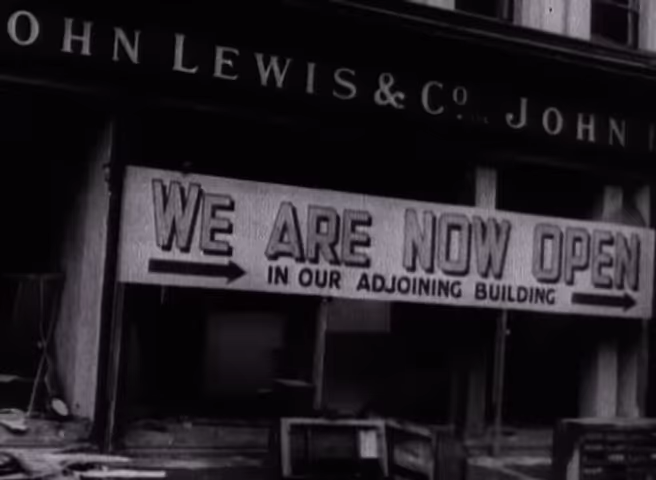 OHN LEWIS & Co. JOHN
WE ARE NOW OPEN
IN OUR ADJOINING BUILDING